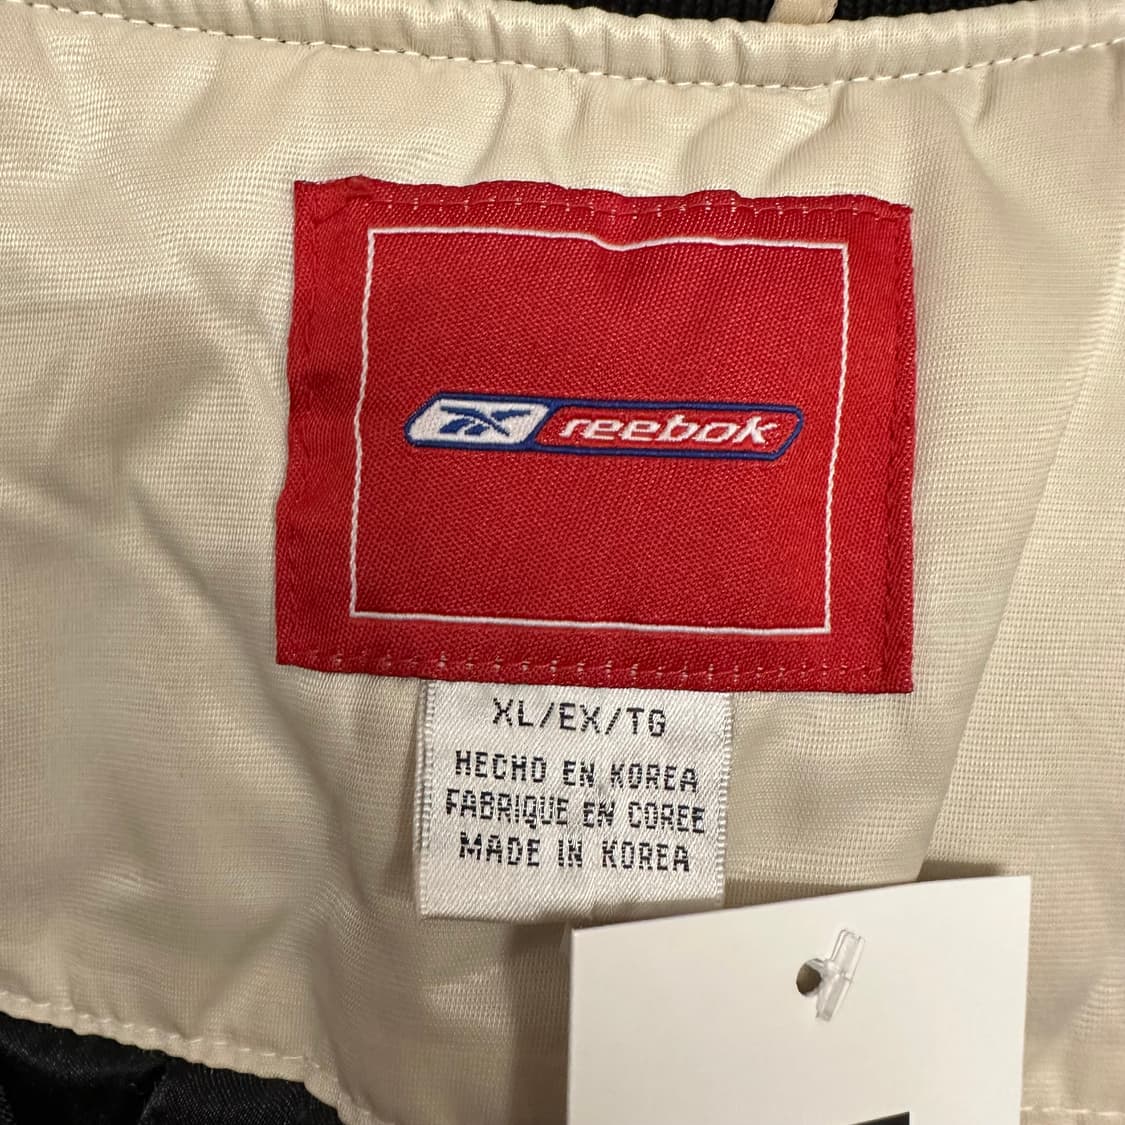 reebok
XL/EX/TG
HECHO EN KOREA
FABRIQUE EN COREE
MADE IN KOREA